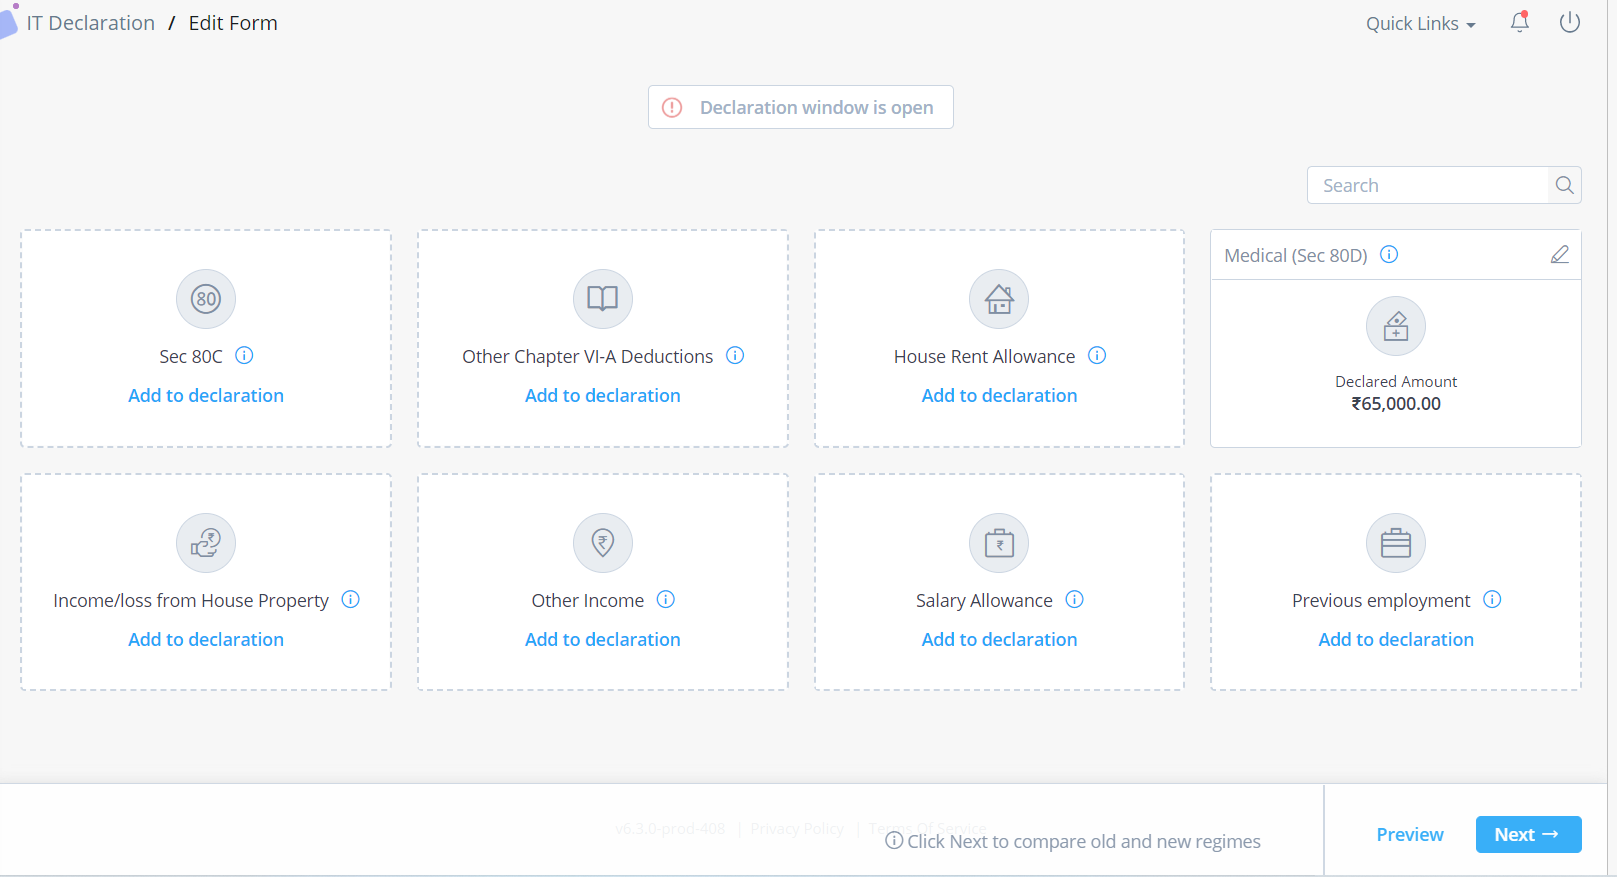 IT Declaration / Edit Form
Quick Links
Declaration window is open
Search
80
Sec 80C
Add to declaration
Other Chapter VI-A Deductions
Add to declaration
House Rent Allowance
Add to declaration
Medical (Sec 80D)
Declared Amount
₹65,000.00
Income/loss from House Property
Add to declaration
Other Income
Add to declaration
Salary Allowance
Add to declaration
Previous employment
Add to declaration
v6.3.0-prod-408 | Privacy Policy | Terms Of Service
Click Next to compare old and new regimes
Preview
Next →